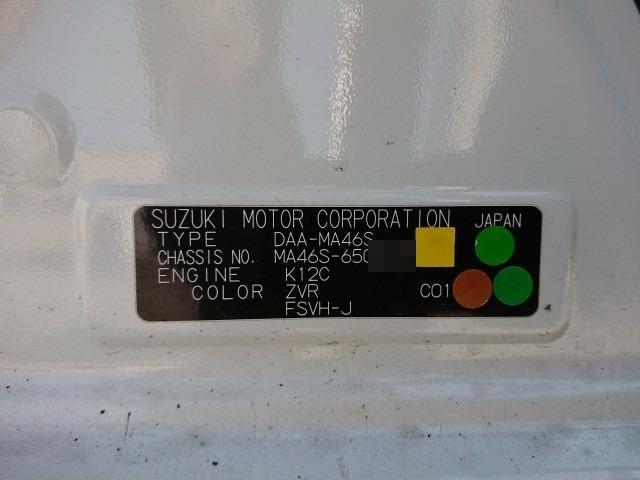 SUZUKI MOTOR CORPORATION JAPAN
TYPE DAA-MA46S
CHASSIS NO. MA46S-650
ENGINE K12C
COLOR ZVR C01
FSVH-J